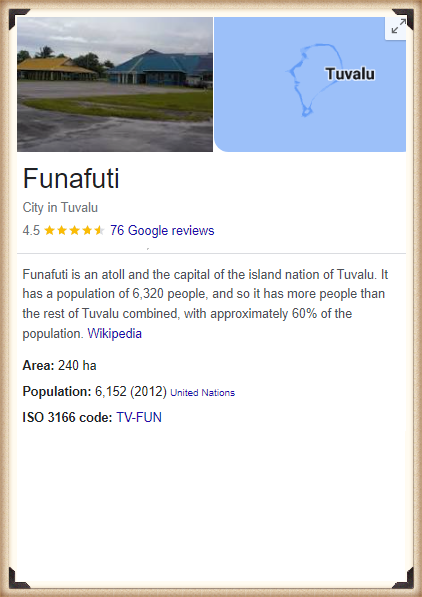 Tuvalu
Funafuti
City in Tuvalu
4.5 76 Google reviews
Funafuti is an atoll and the capital of the island nation of Tuvalu. It
has a population of 6,320 people, and so it has more people than
the rest of Tuvalu combined, with approximately 60% of the
population. Wikipedia
Area: 240 ha
Population: 6,152 (2012) United Nations
ISO 3166 code: TV-FUN